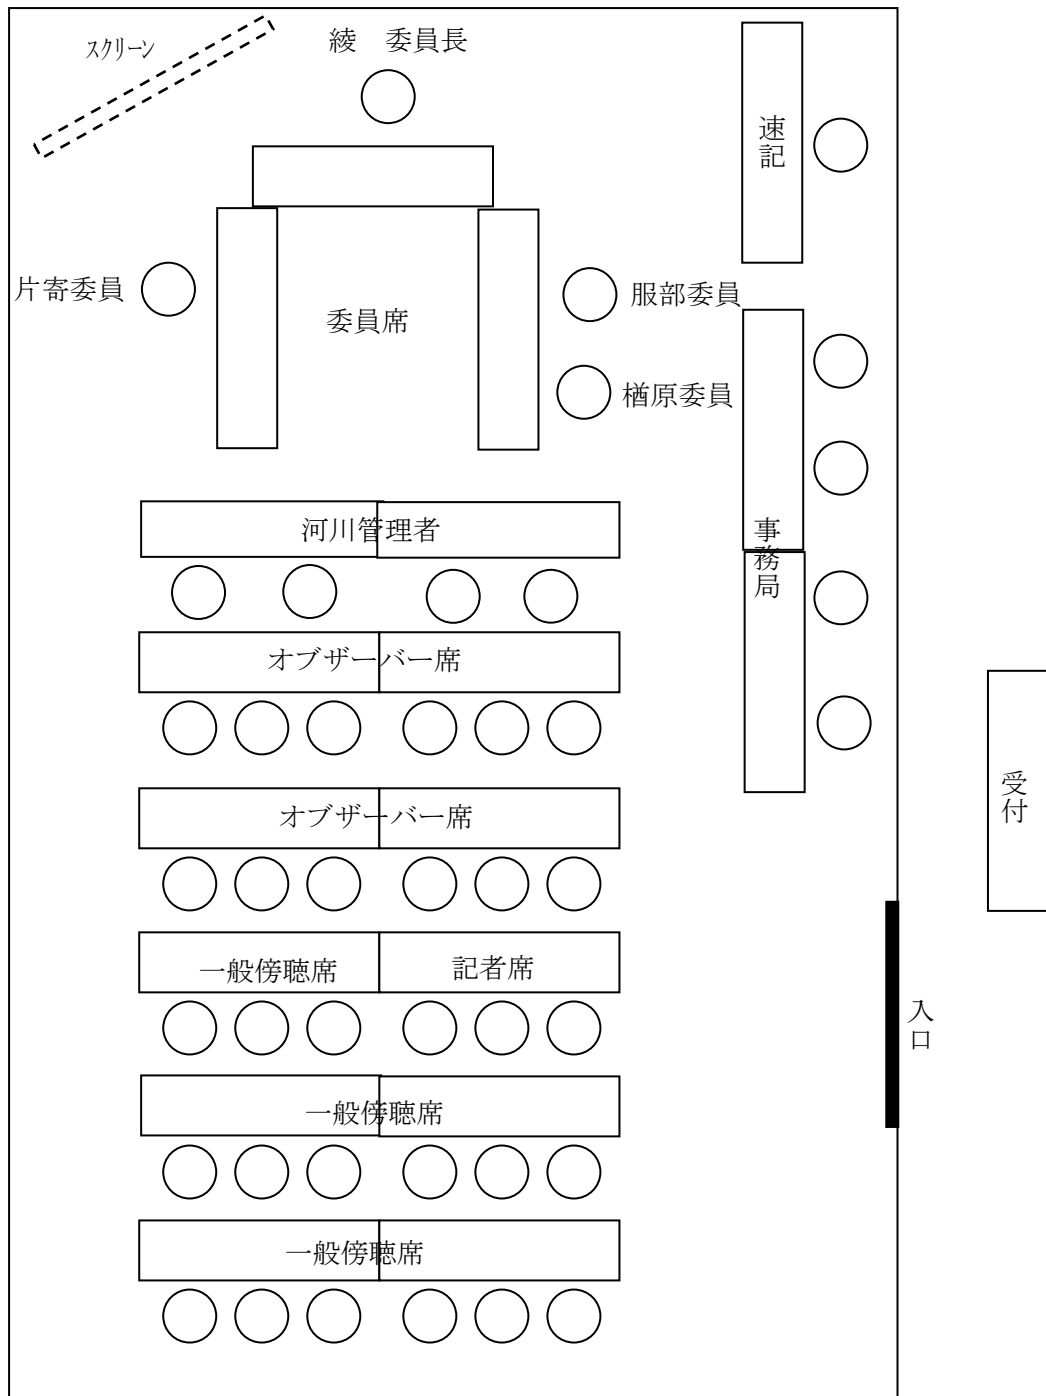 スクリーン
綾　委員長
速記
片寄委員
委員席
服部委員
楢原委員
河川管理者
事務局
オブザーバー席
オブザーバー席
受付
一般傍聴席
記者席
入口
一般傍聴席
一般傍聴席